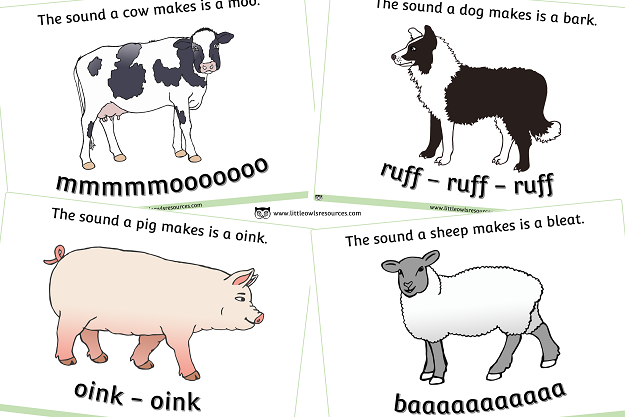 The sound a cow makes is a moo.
mmmmmooooooo
The sound a dog makes is a bark.
ruff – ruff – ruff
www.littleowlsresources.com
The sound a pig makes is a oink.
oink – oink
The sound a sheep makes is a bleat.
baaaaaaaaaaa